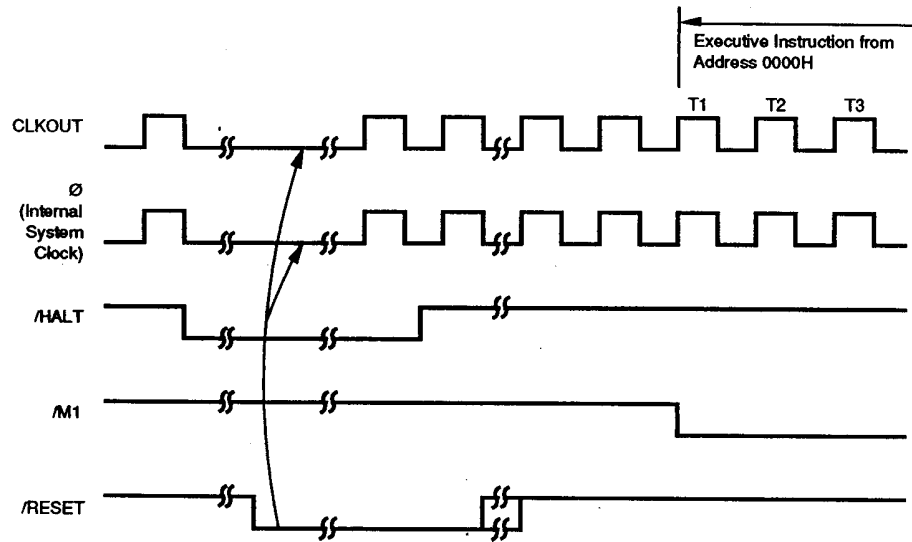 Executive Instruction from
Address 0000H
T1 T2 T3
CLKOUT
Ø
(Internal
System
Clock)
/HALT
/M1
/RESET